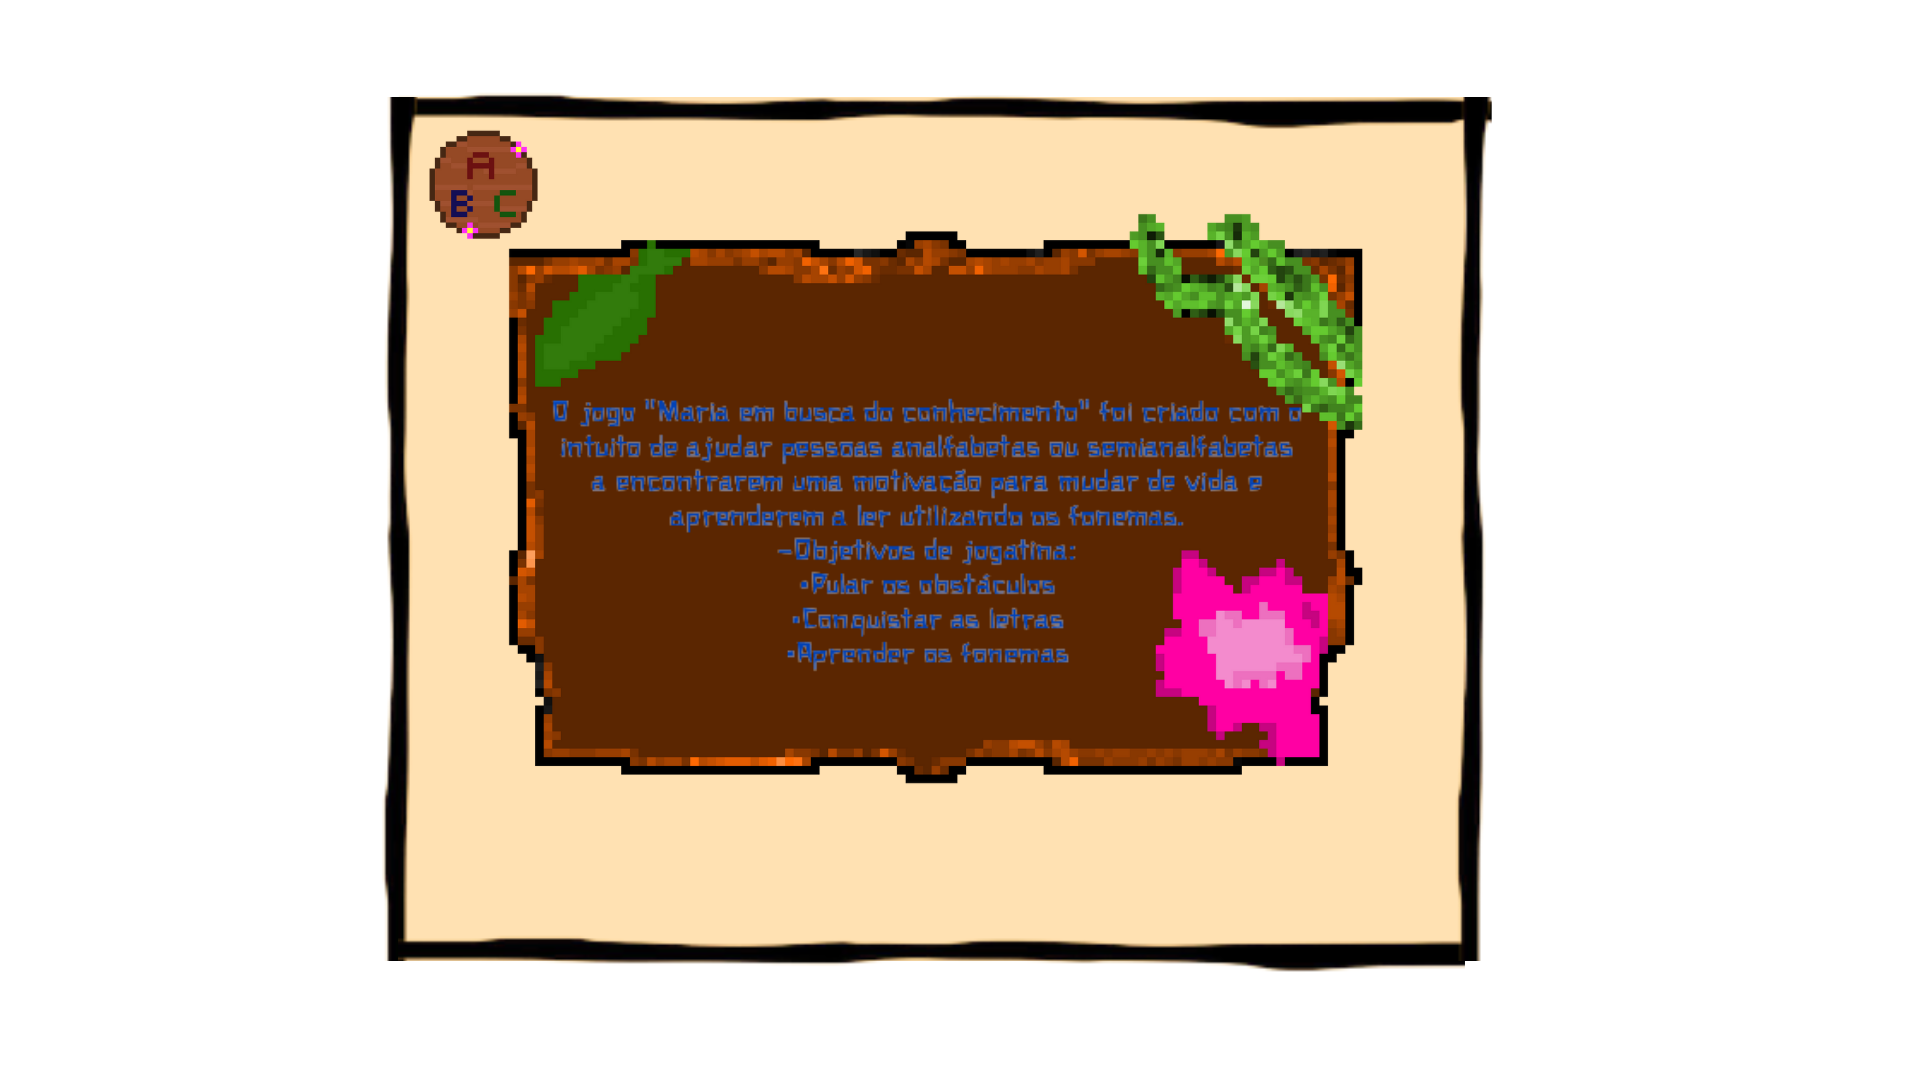 A
B C
O jogo "Maria em busca do conhecimento" foi criado com o
intuito de ajudar pessoas analfabetas ou semianalfabetas
a encontrarem uma motivação para mudar de vida e
aprenderem a ler utilizando os fonemas.
-Objetivos de jogatina:
•Pular os obstáculos
•Conquistar as letras
•Aprender os fonemas